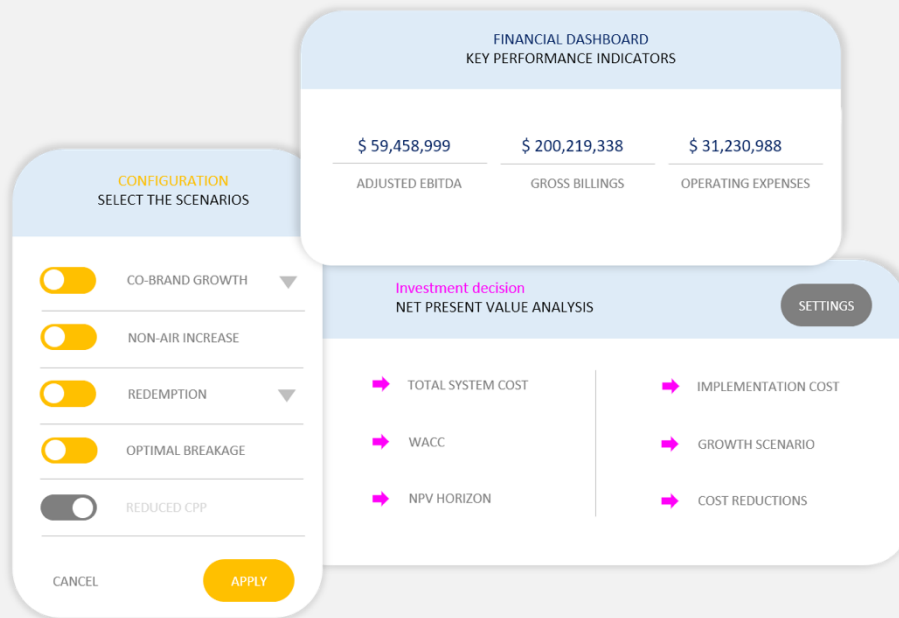 FINANCIAL DASHBOARD
KEY PERFORMANCE INDICATORS
$ 59,458,999
$ 200,219,338
$ 31,230,988
ADJUSTED EBITDA
GROSS BILLINGS
OPERATING EXPENSES
CONFIGURATION
SELECT THE SCENARIOS
CO-BRAND GROWTH
NON-AIR INCREASE
REDEMPTION
OPTIMAL BREAKAGE
REDUCED CPP
CANCEL
APPLY
Investment decision
NET PRESENT VALUE ANALYSIS
SETTINGS
TOTAL SYSTEM COST
WACC
NPV HORIZON
IMPLEMENTATION COST
GROWTH SCENARIO
COST REDUCTIONS